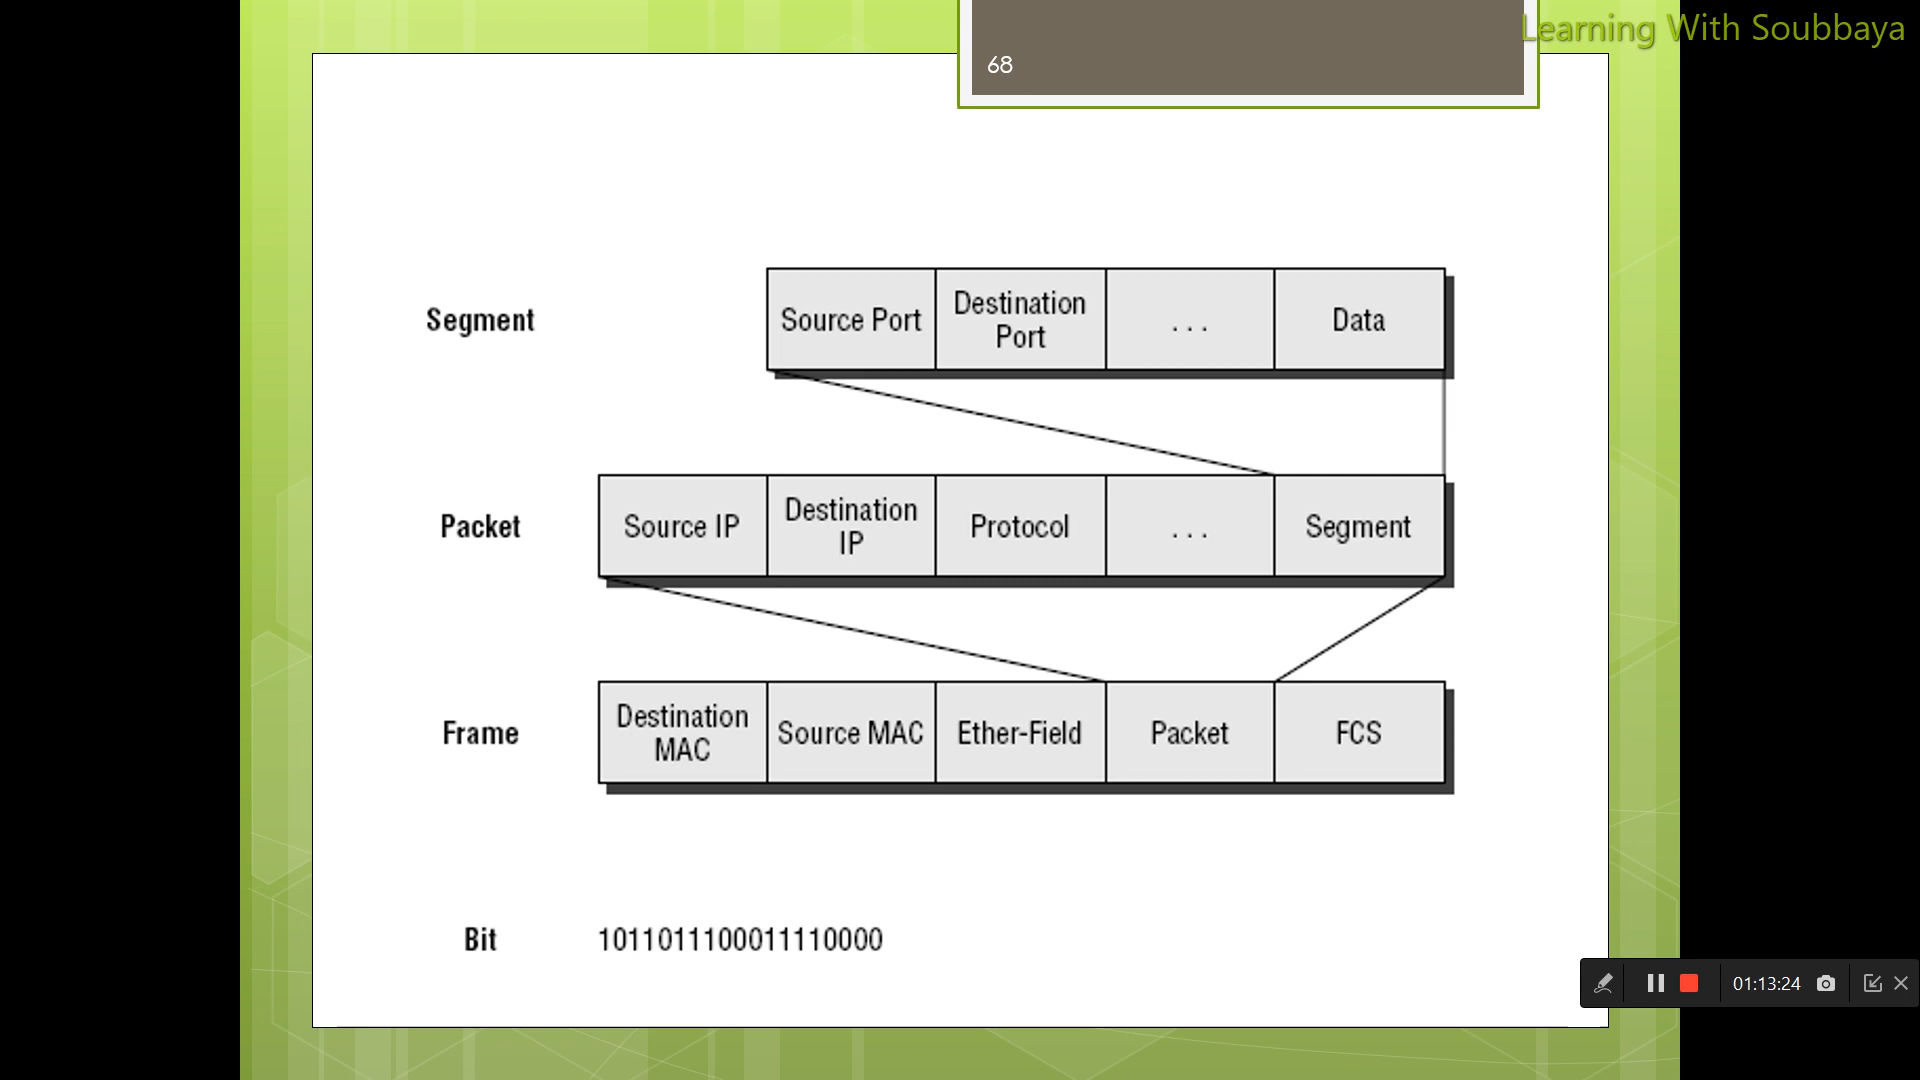 Learning With Soubbaya
68
Segment
Source Port
Destination
Port
. . .
Data
Packet
Source IP
Destination
IP
Protocol
. . .
Segment
Frame
Destination
MAC
Source MAC
Ether-Field
Packet
FCS
Bit
1011011100011110000
01:13:24